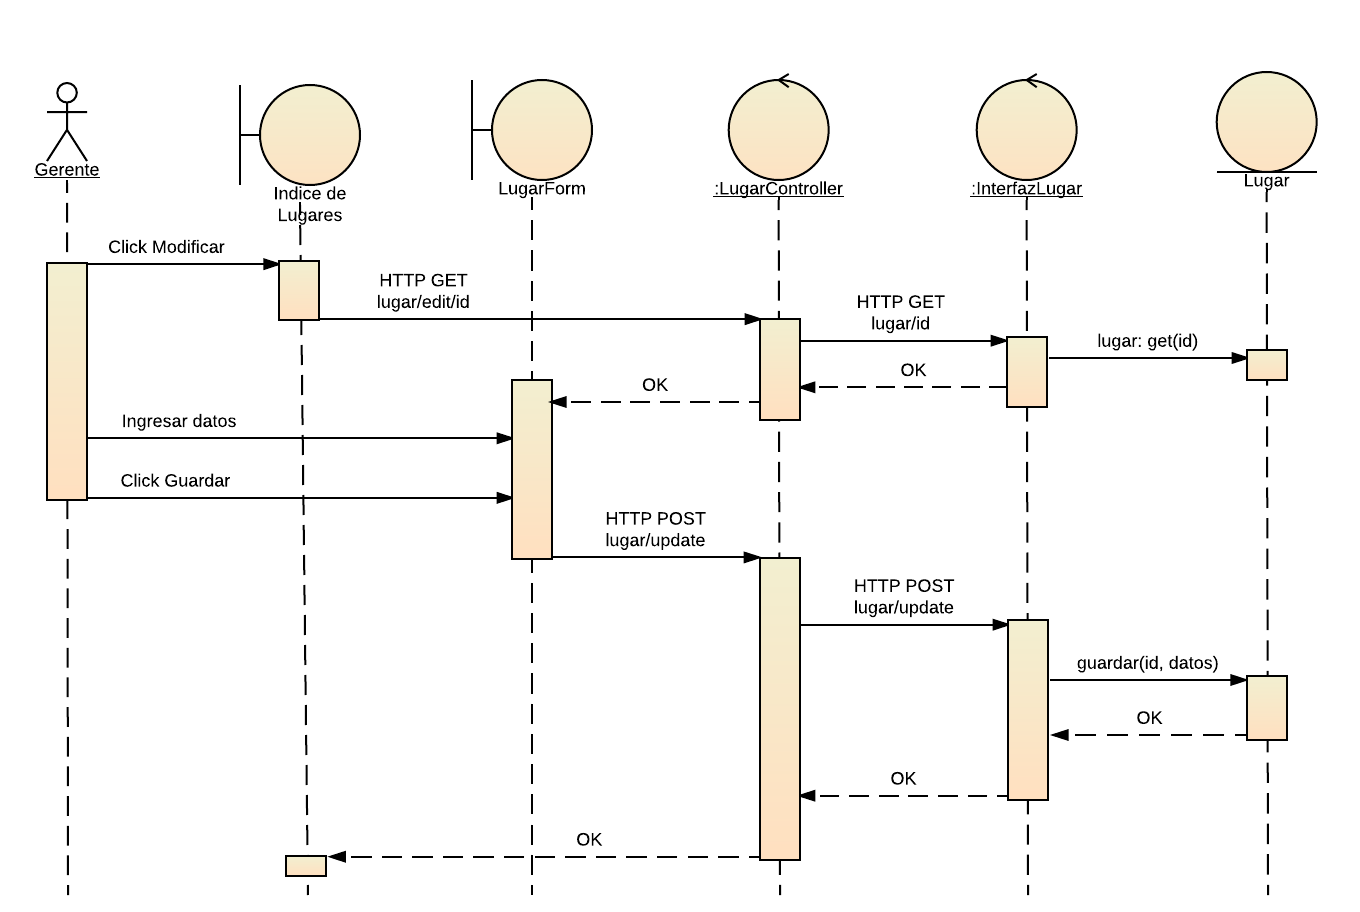 Gerente
Indice de
Lugares
LugarForm
:LugarController
:InterfazLugar
Lugar
Click Modificar
HTTP GET
lugar/edit/id
HTTP GET
lugar/id
lugar: get(id)
OK
OK
Ingresar datos
Click Guardar
HTTP POST
lugar/update
HTTP POST
lugar/update
guardar(id, datos)
OK
OK
OK